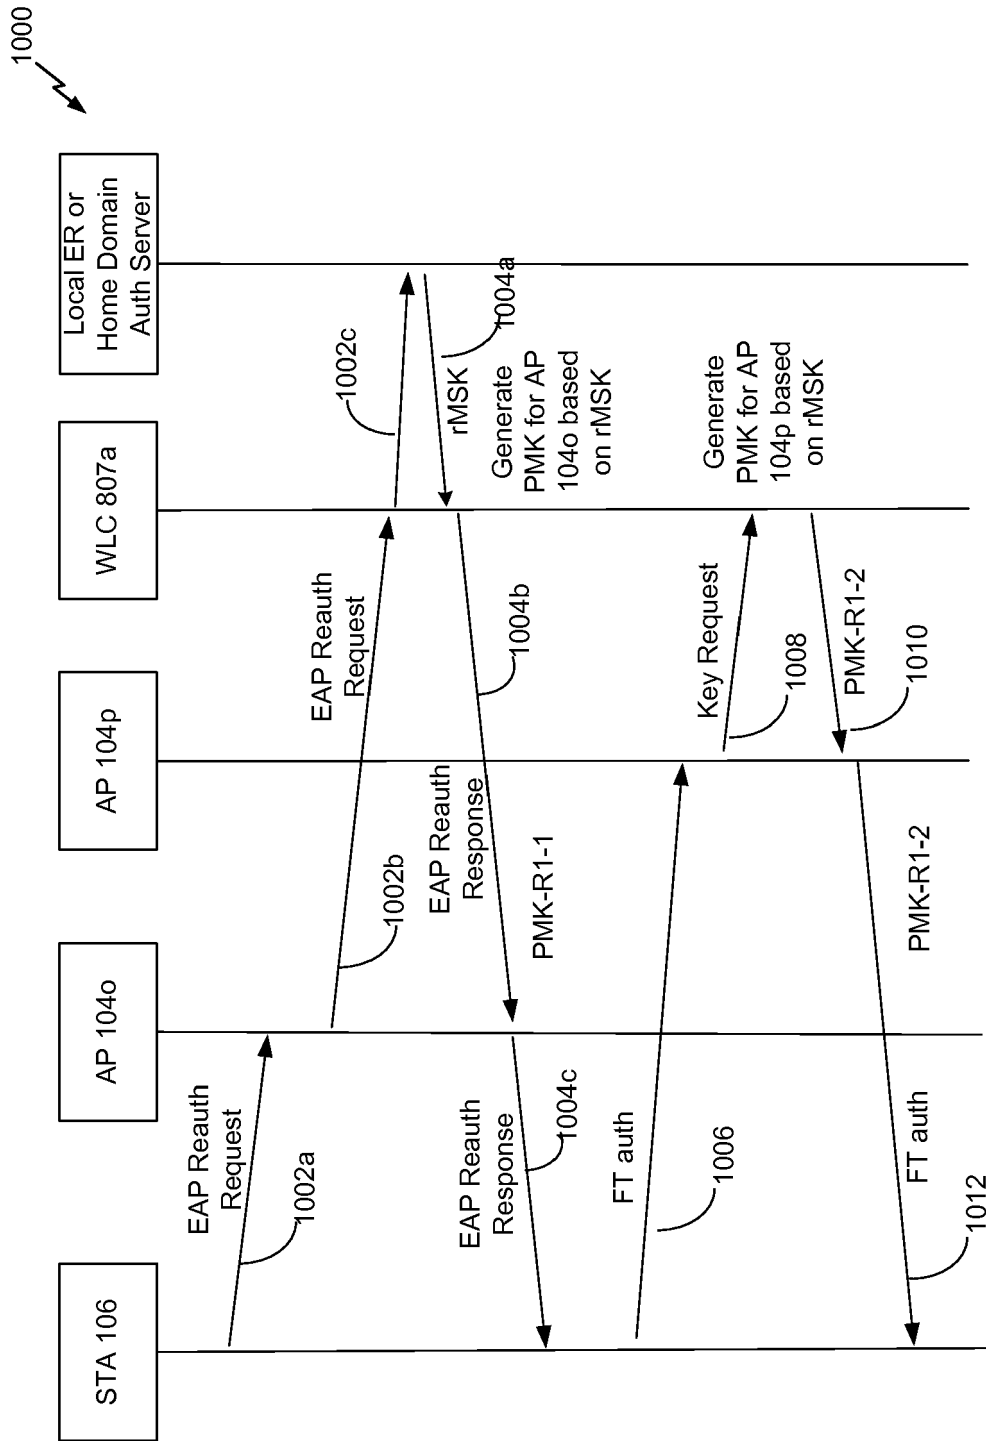 1000
STA 106
AP 104o
AP 104p
WLC 807a
Local ER or
Home Domain
Auth Server
EAP Reauth
Request
1002a
EAP Reauth
Request
1002b
1002c
rMSK
1004a
Generate
PMK for AP
104o based
on rMSK
EAP Reauth
Response
1004b
PMK-R1-1
EAP Reauth
Response
1004c
FT auth
1006
Key Request
1008
Generate
PMK for AP
104p based
on rMSK
PMK-R1-2
1010
FT auth
PMK-R1-2
1012